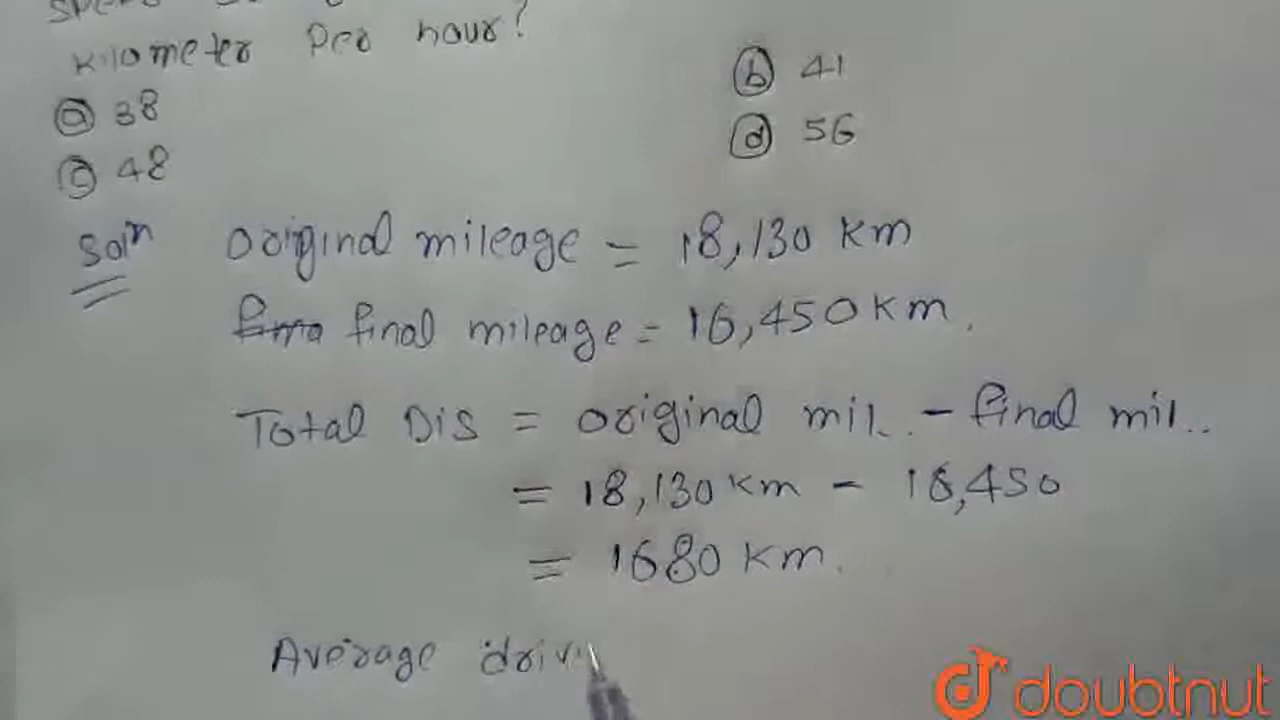 kilometer Per hour?
(a) 38
(b) 41
(c) 48
(d) 56
Soln Original mileage = 18,130 km
final mileage = 16,450 km.
Total Dis = original mil.. - final mil..
= 18,130 km - 16,450
= 1680 km.
Average driv
doubtnut